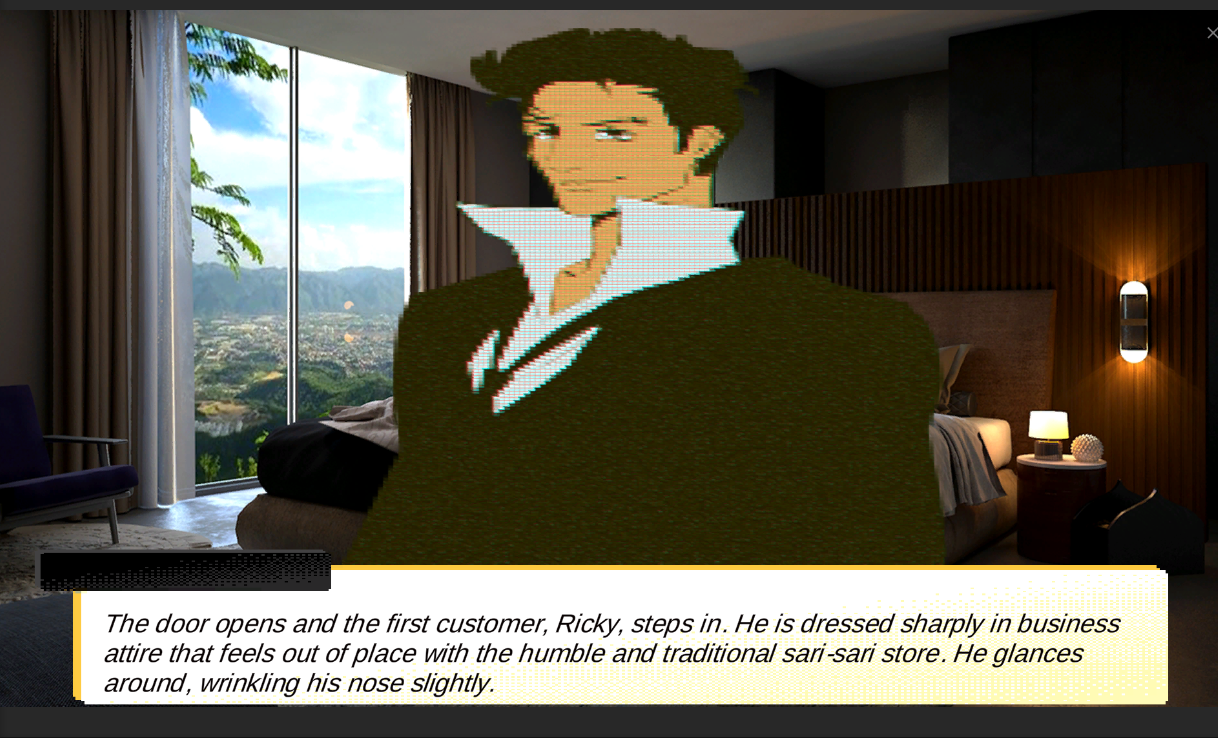 The door opens and the first customer, Ricky, steps in. He is dressed sharply in business
attire that feels out of place with the humble and traditional sari-sari store. He glances
around, wrinkling his nose slightly.